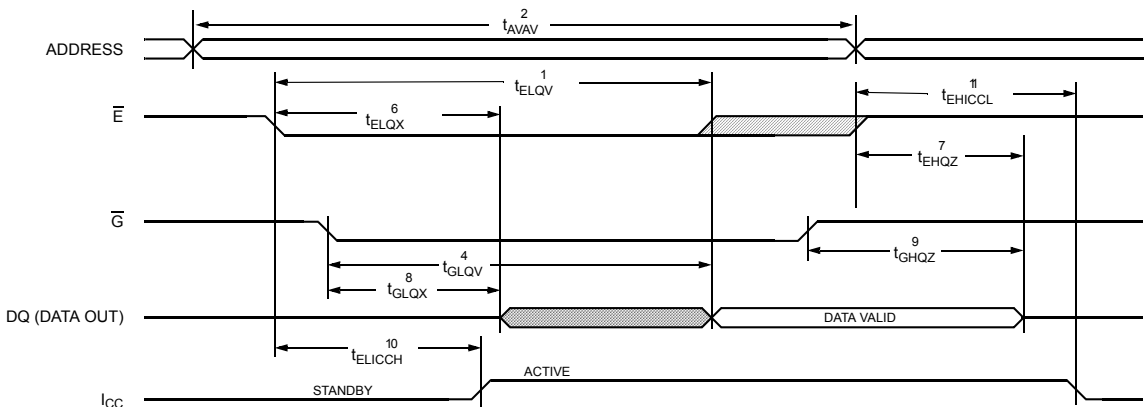 2
tAVAV
ADDRESS
1
tELQV
11
tEHICCL
6
tELQX
E
7
tEHQZ
G
9
tGHQZ
4
tGLQV
8
tGLQX
DQ (DATA OUT)
DATA VALID
10
tELICCH
ACTIVE
STANDBY
ICC